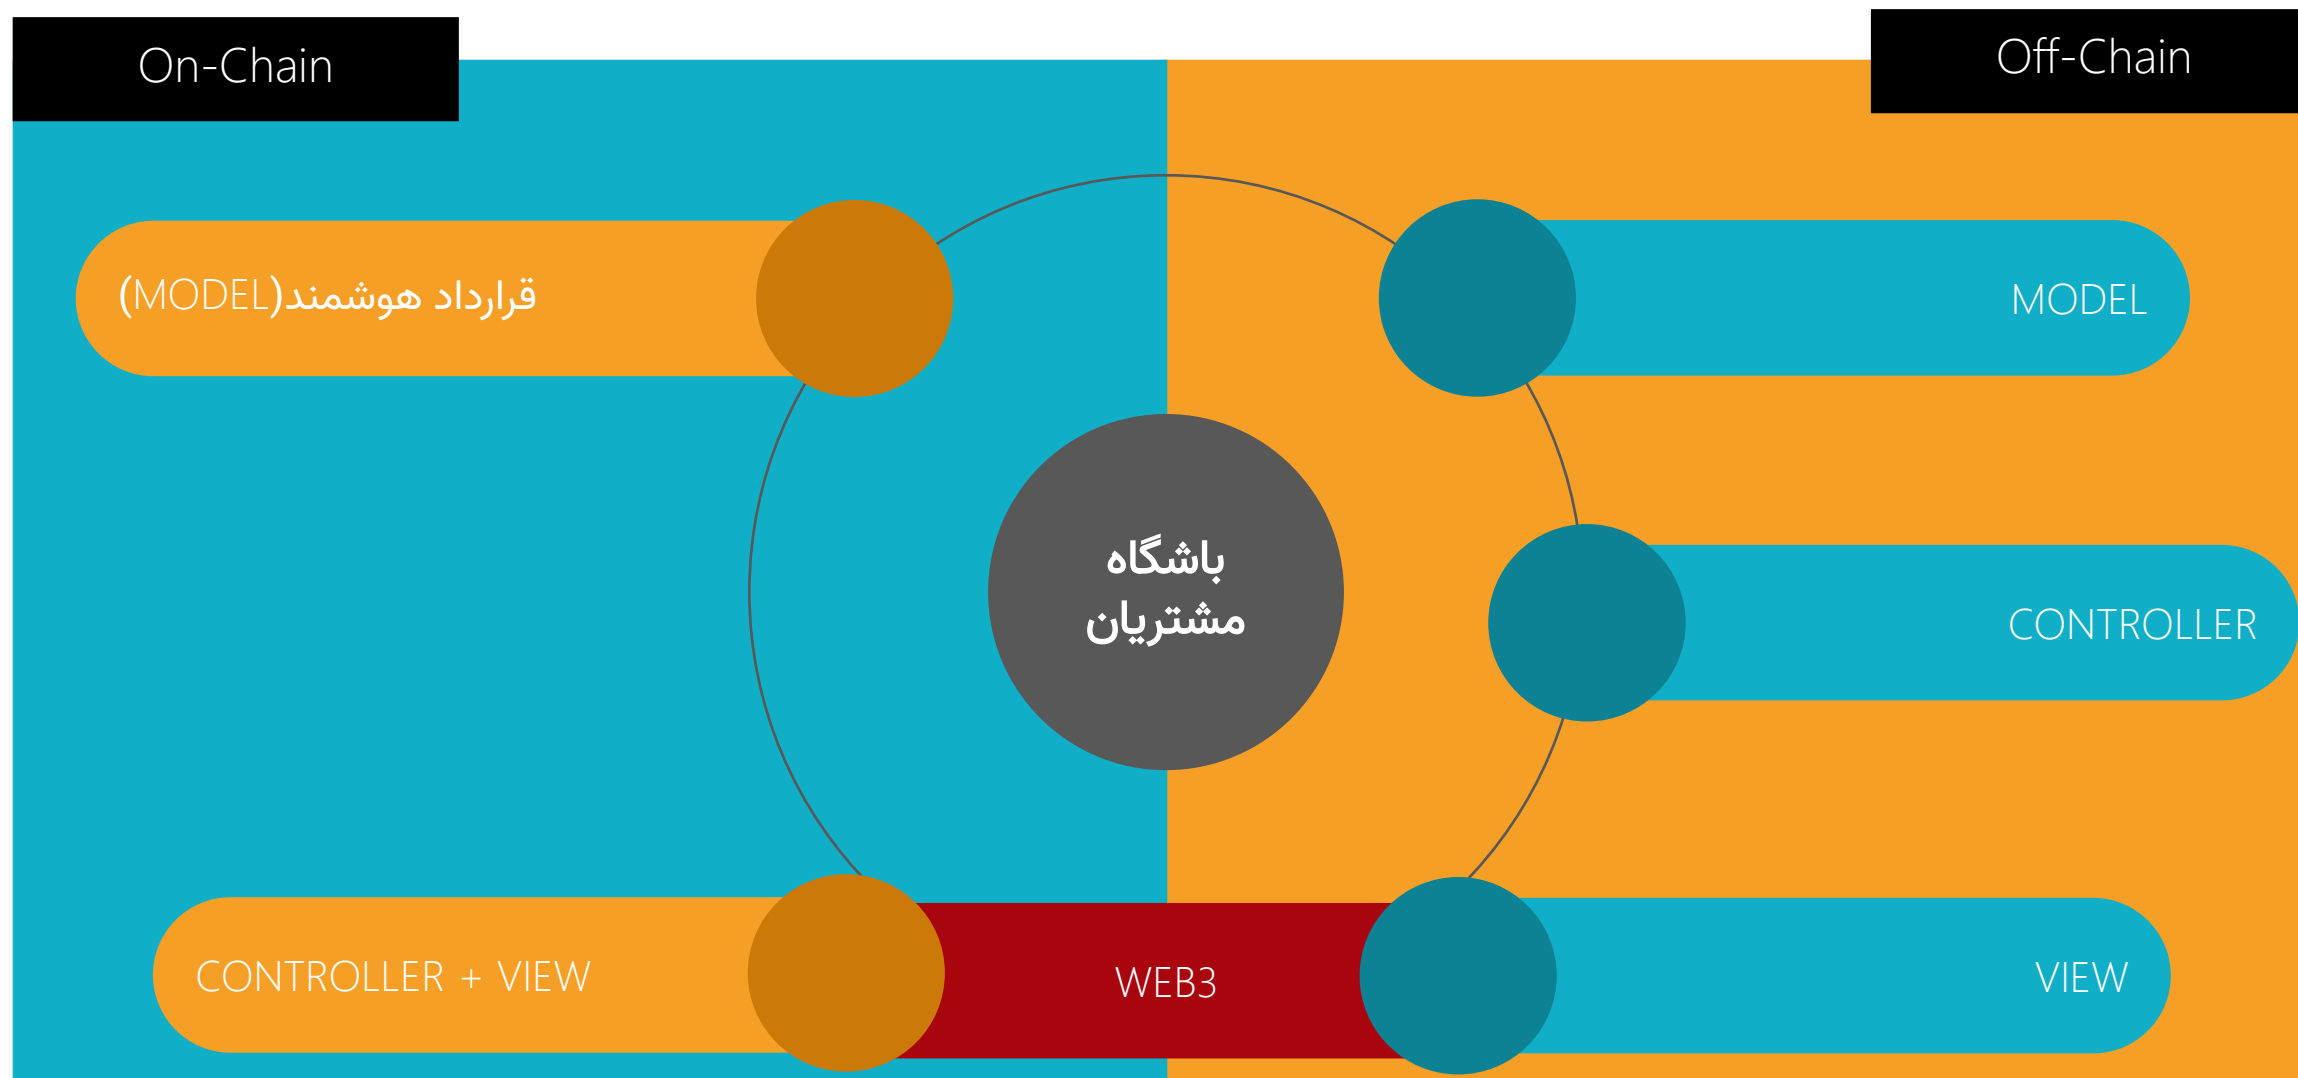 On-Chain
Off-Chain
قرارداد هوشمند(MODEL)
MODEL
باشگاه
مشتریان
CONTROLLER
CONTROLLER + VIEW
WEB3
VIEW